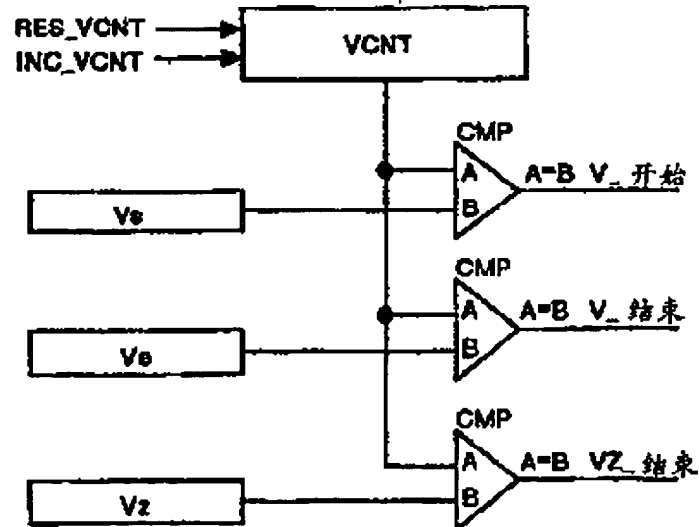 RES_VCNT
INC_VCNT
VCNT
CMP
A
B
A=B V_开始
Vs
CMP
A
B
A=B V_结束
Ve
CMP
A
B
A=B VZ_结束
Vz